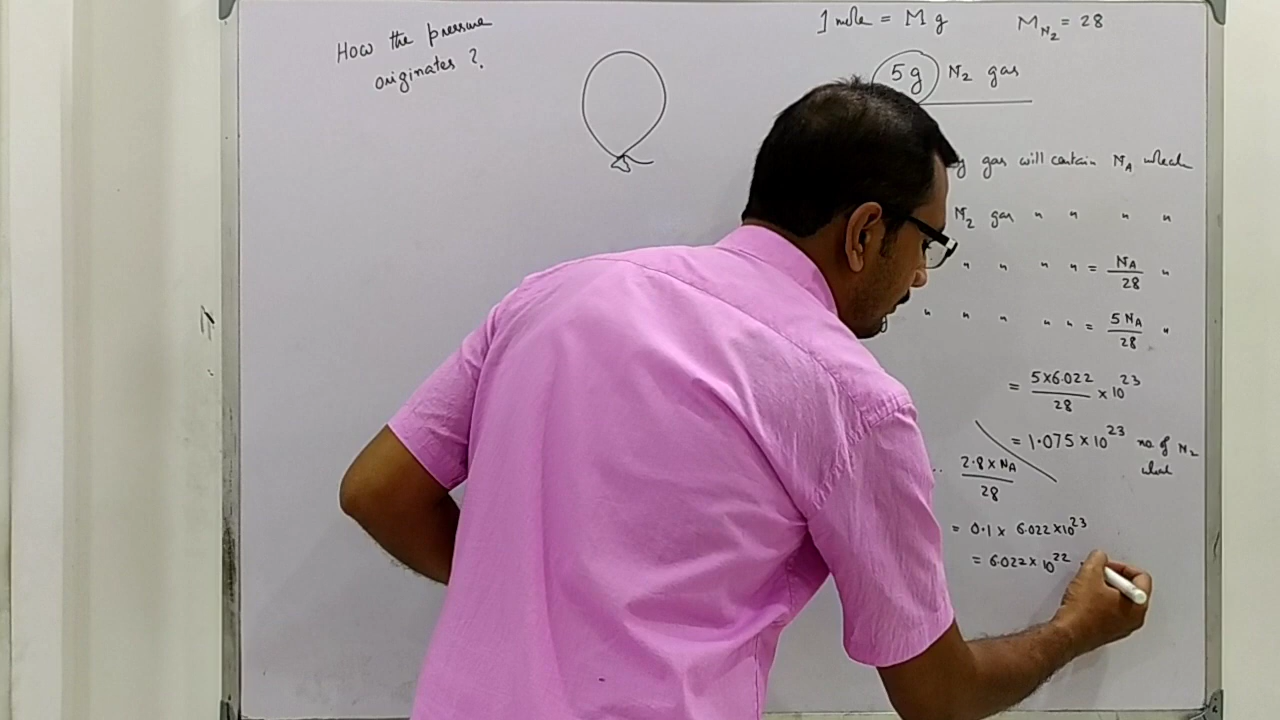 How the pressure
originates ?
1 mole = M g
M N₂ = 28
5 g N₂ gas
gas will contain N_A
N₂ gas " " " "
" " " " = N_A/28 "
" " " " " = 5 N_A/28 "
= 5×6.022/28 × 10²³
= 1.075 × 10²³ no. of N₂
2.8 × N_A/28
= 0.1 × 6.022×10²³
= 6.022 × 10²²